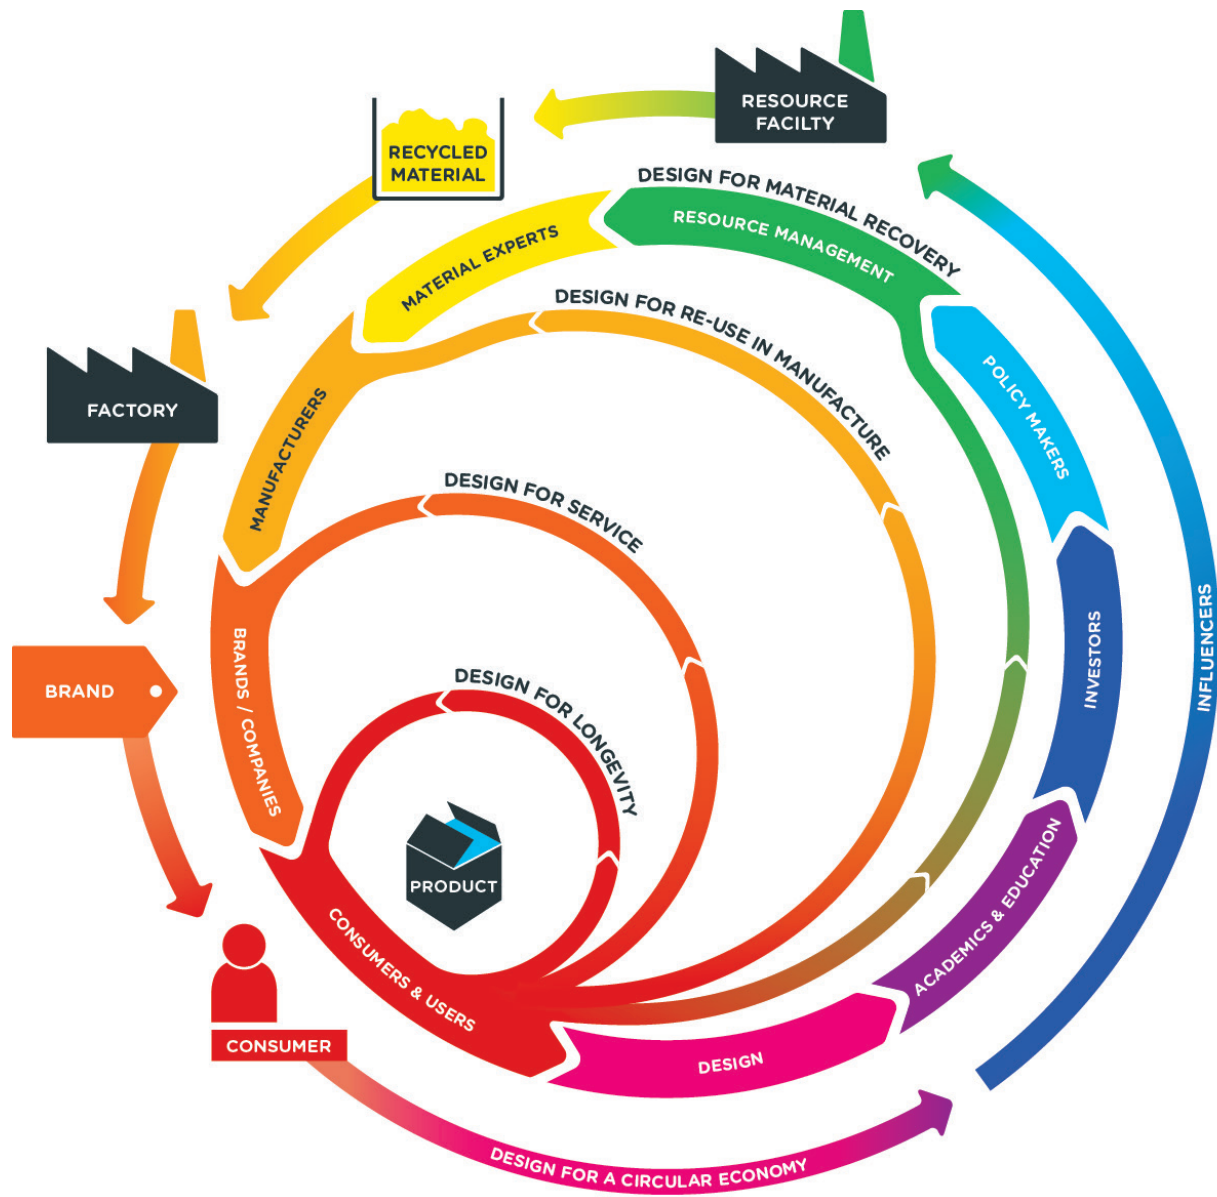 RESOURCE
FACILTY
RECYCLED
MATERIAL
DESIGN FOR MATERIAL RECOVERY
RESOURCE MANAGEMENT
MATERIAL EXPERTS
DESIGN FOR RE-USE IN MANUFACTURE
POLICY MAKERS
FACTORY
MANUFACTURERS
DESIGN FOR SERVICE
INVESTORS
INFLUENCERS
BRAND
BRANDS / COMPANIES
DESIGN FOR LONGEVITY
PRODUCT
ACADEMICS & EDUCATION
CONSUMERS & USERS
CONSUMER
DESIGN
DESIGN FOR A CIRCULAR ECONOMY